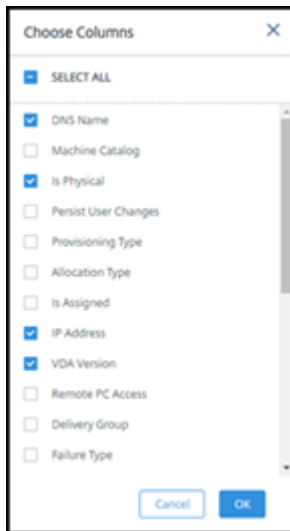 Choose Columns
SELECT ALL
DNS Name
Machine Catalog
Is Physical
Persist User Changes
Provisioning Type
Allocation Type
Is Assigned
IP Address
VDA Version
Remote PC Access
Delivery Group
Failure Type
Cancel
OK